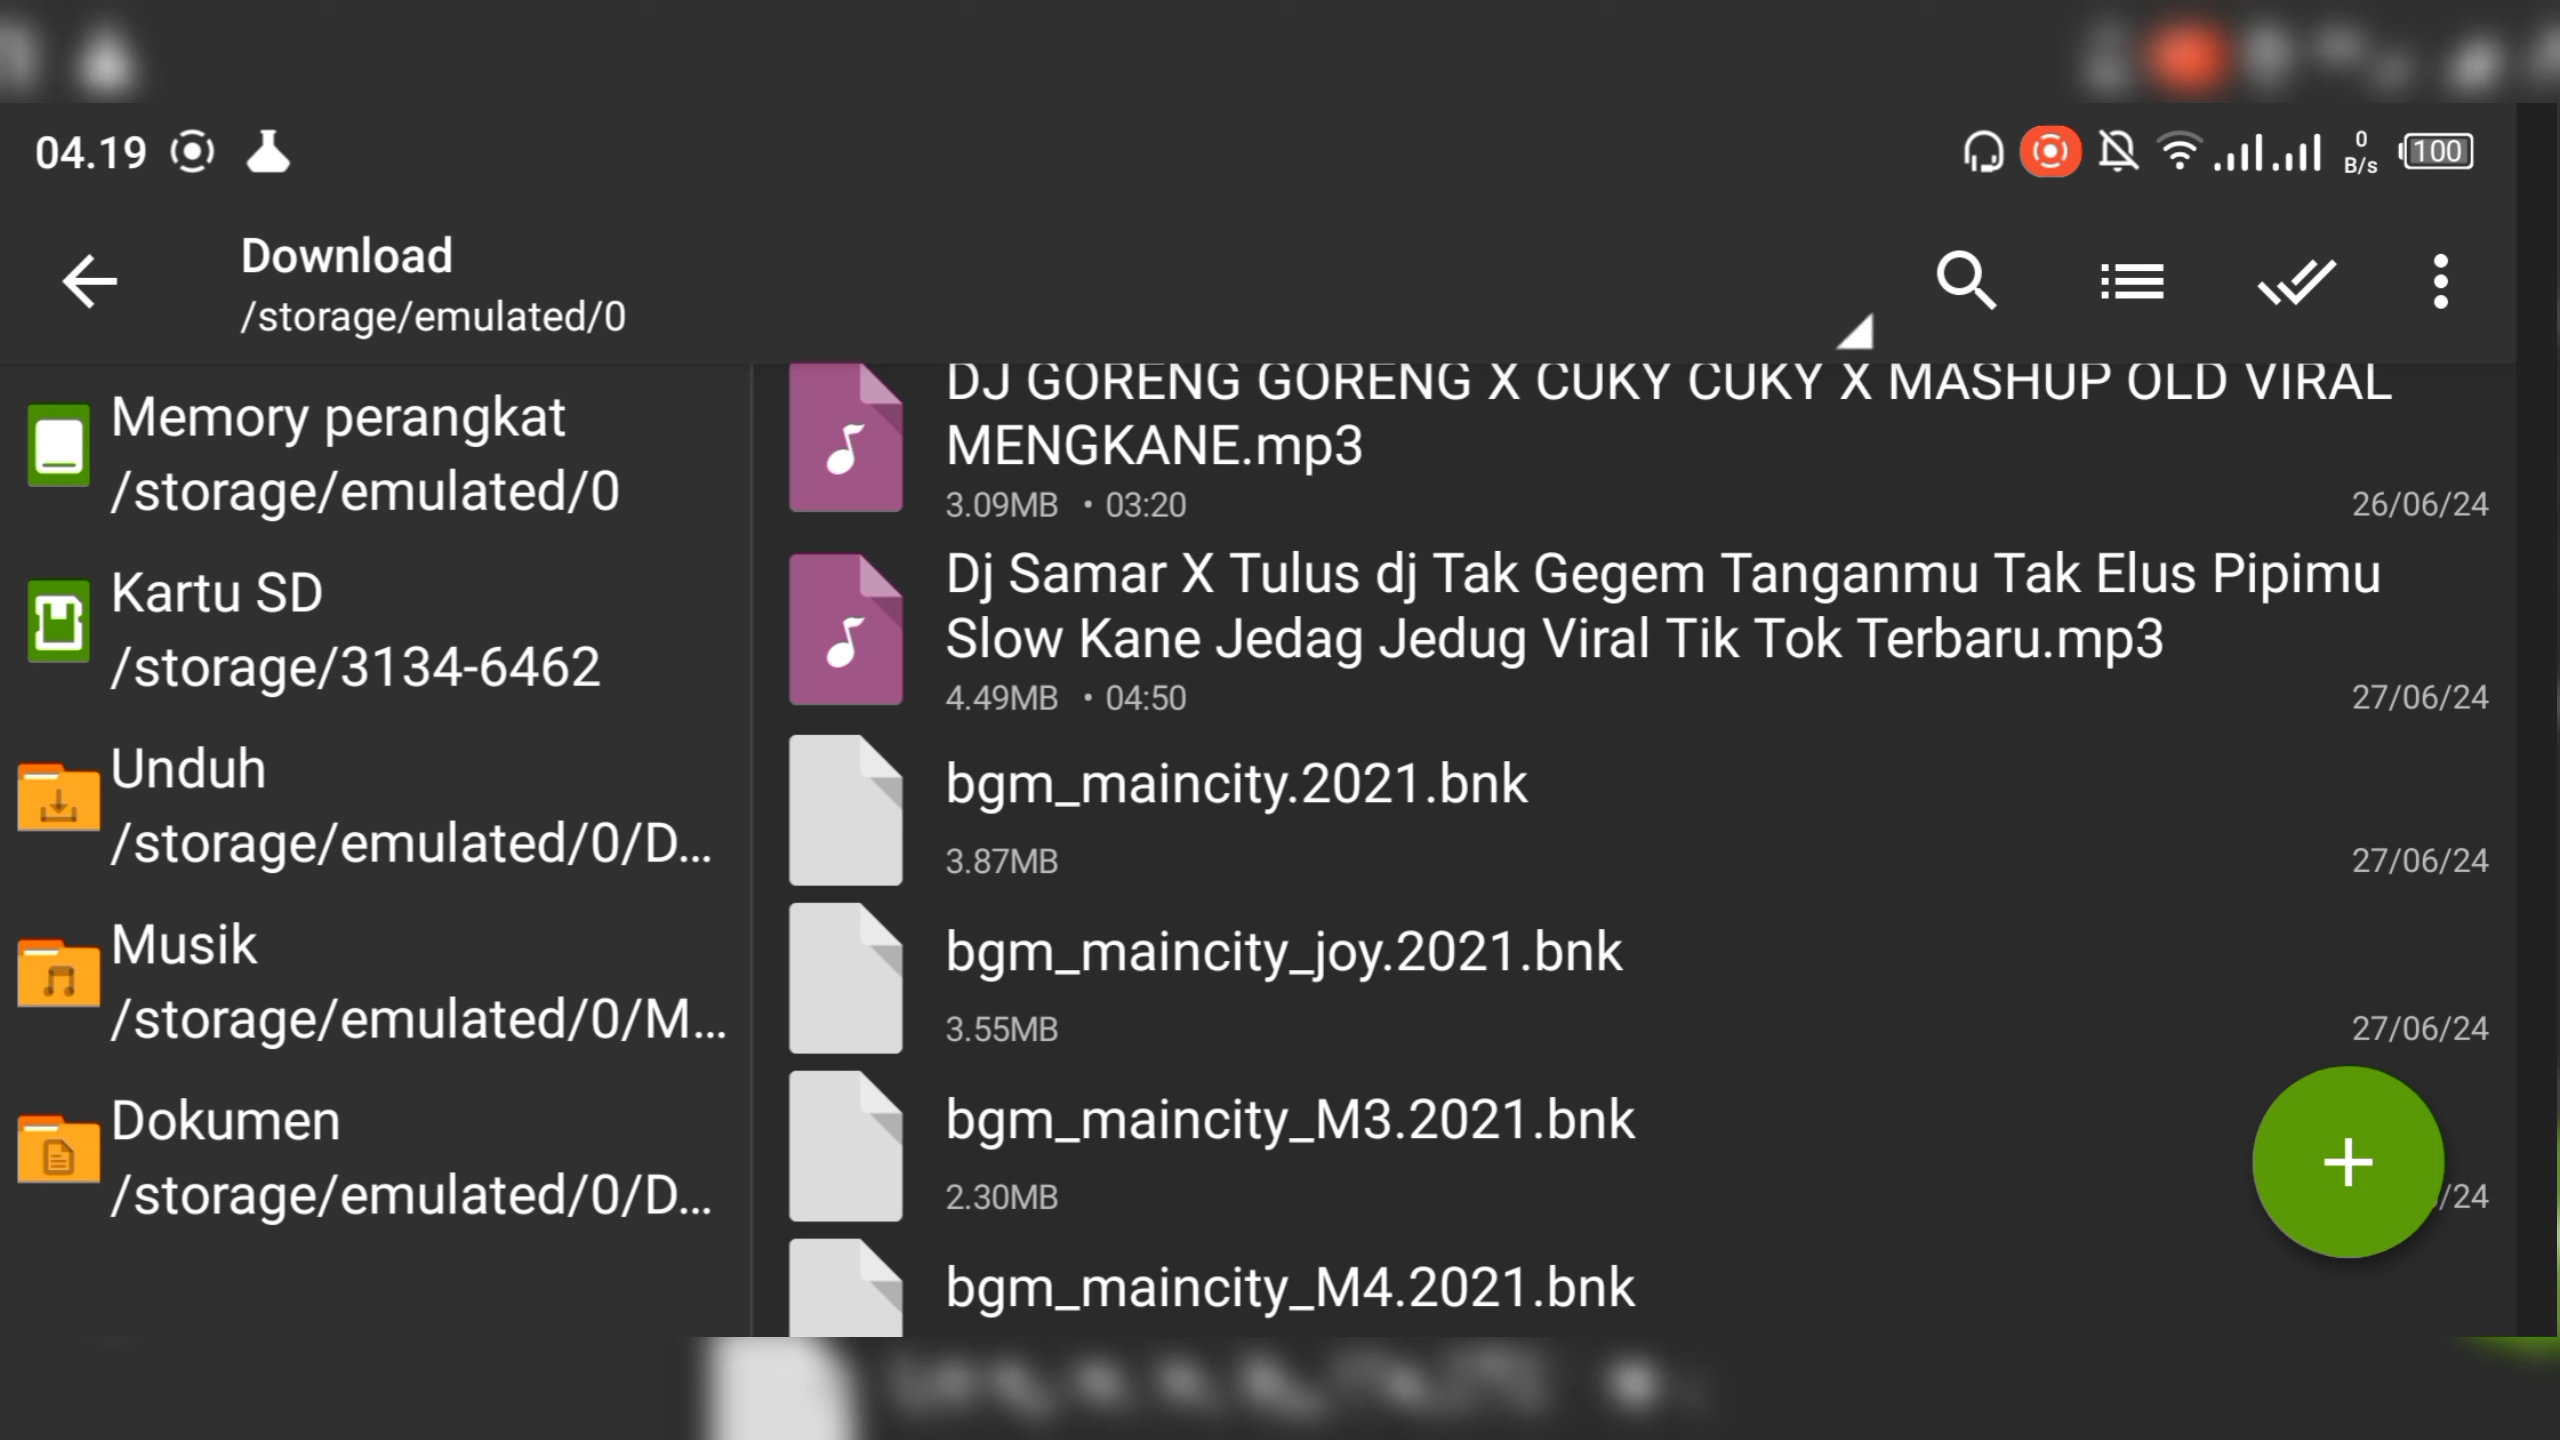 04.19
0
B/s
100
Download
/storage/emulated/0
Memory perangkat
/storage/emulated/0
Kartu SD
/storage/3134-6462
Unduh
/storage/emulated/0/D...
Musik
/storage/emulated/0/M...
Dokumen
/storage/emulated/0/D...
DJ GORENG GORENG X CUKY CUKY X MASHUP OLD VIRAL
MENGKANE.mp3
3.09MB • 03:20
26/06/24
Dj Samar X Tulus dj Tak Gegem Tanganmu Tak Elus Pipimu
Slow Kane Jedag Jedug Viral Tik Tok Terbaru.mp3
4.49MB • 04:50
27/06/24
bgm_maincity.2021.bnk
3.87MB
27/06/24
bgm_maincity_joy.2021.bnk
3.55MB
27/06/24
bgm_maincity_M3.2021.bnk
2.30MB
/24
bgm_maincity_M4.2021.bnk